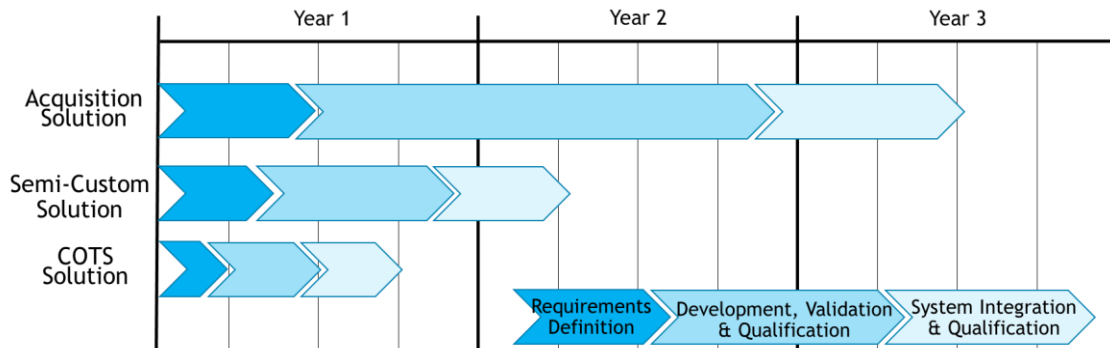 Year 1
Year 2
Year 3
Acquisition
Solution
Semi-Custom
Solution
COTS
Solution
Requirements
Definition
Development, Validation
& Qualification
System Integration
& Qualification